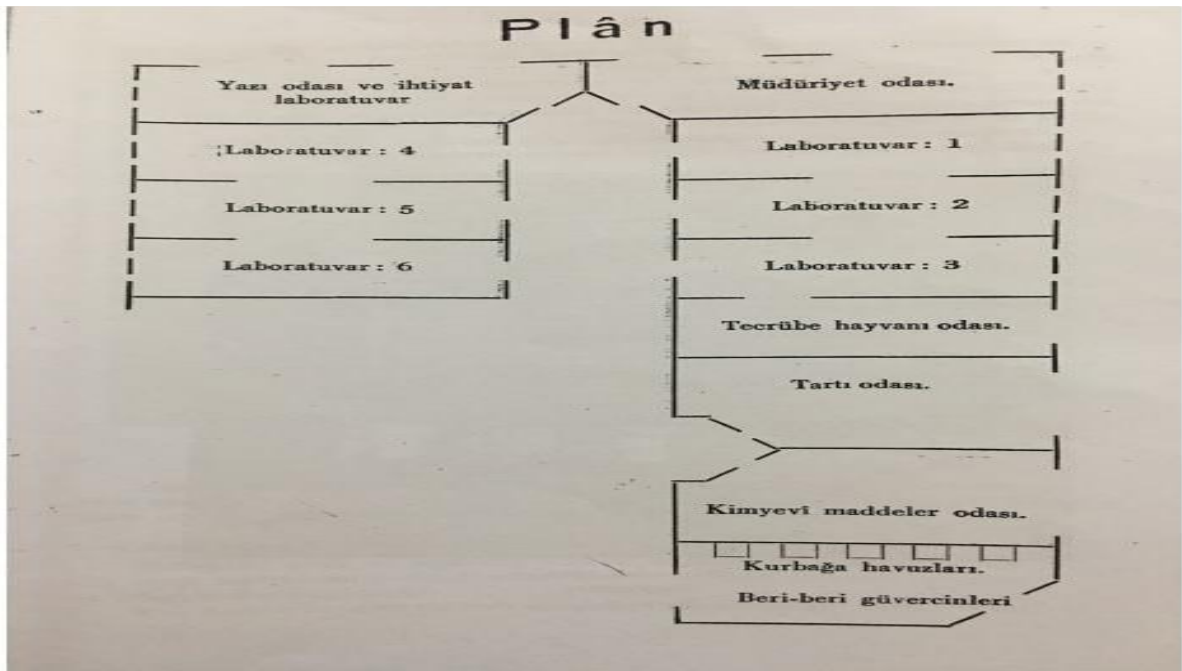 Plân
Yazı odası ve ihtiyat
laboratuvar
Laboratuvar : 4
Laboratuvar : 5
Laboratuvar : 6
Müdüriyet odası.
Laboratuvar : 1
Laboratuvar : 2
Laboratuvar : 3
Tecrübe hayvanı odası.
Tartı odası.
Kimyevî maddeler odası.
Kurbağa havuzları.
Beri-beri güvercinleri